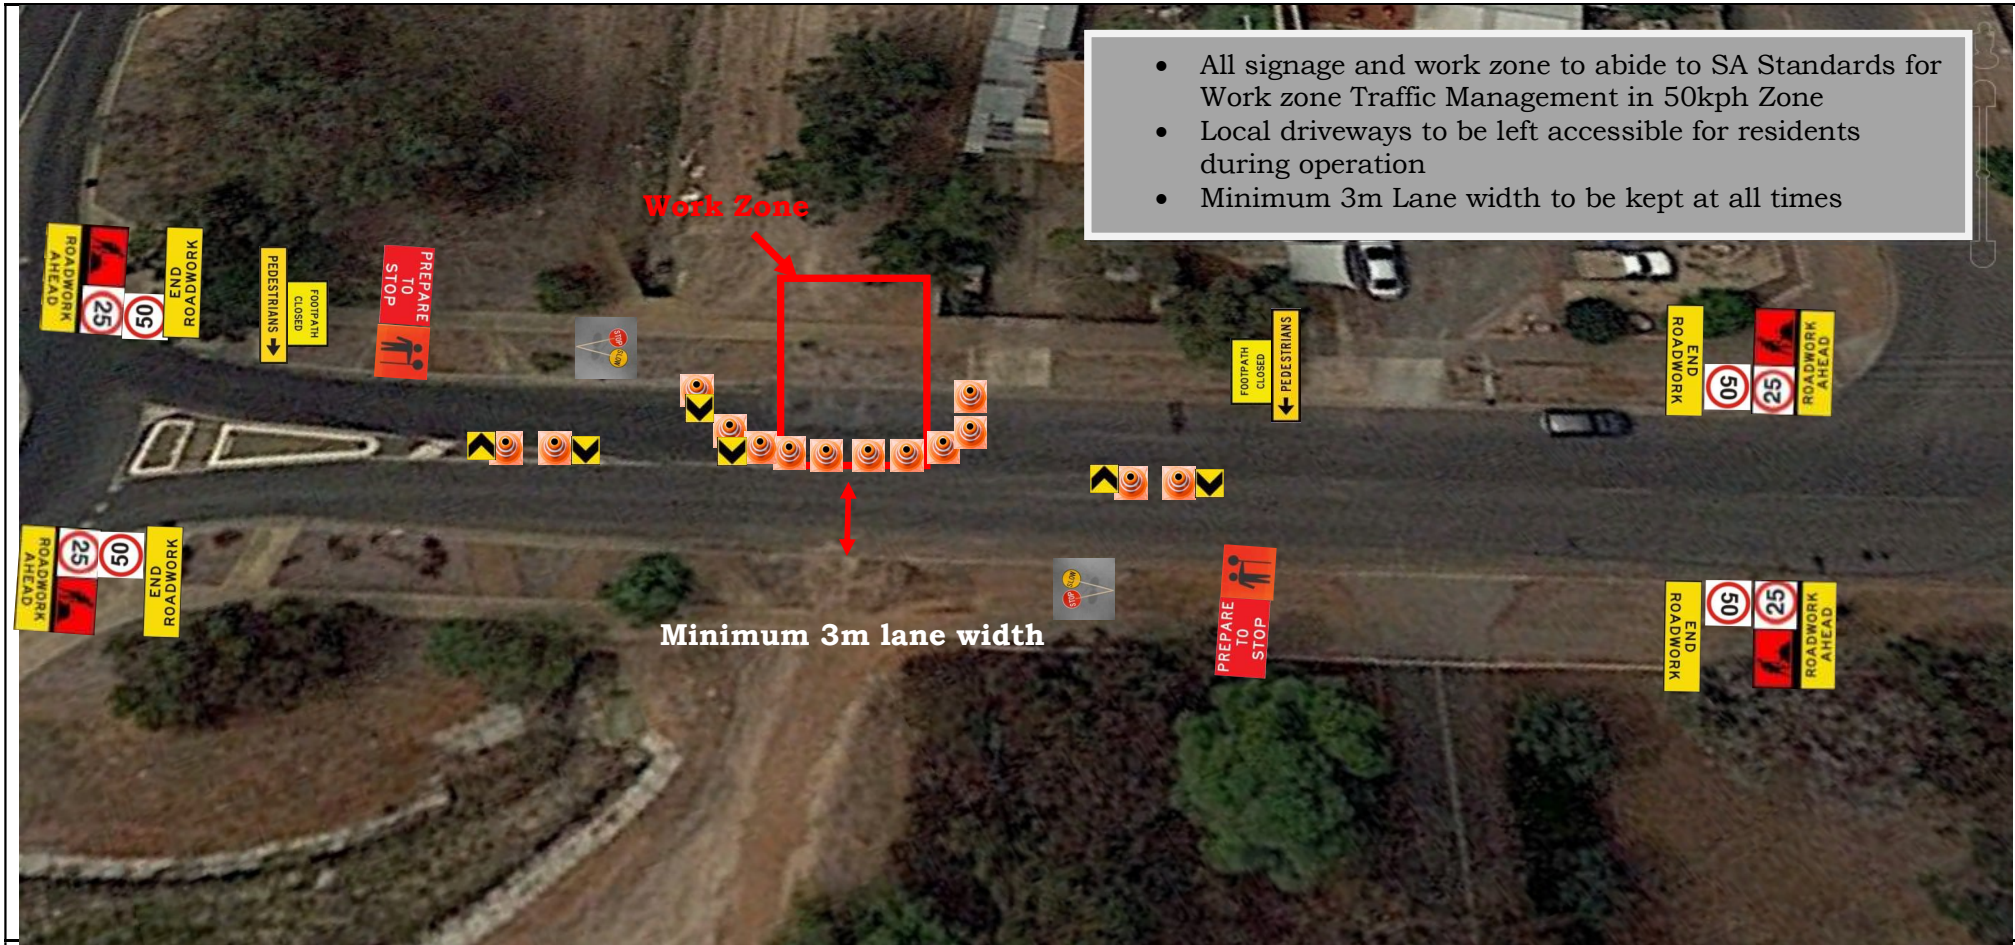 • All signage and work zone to abide to SA Standards for
Work zone Traffic Management in 50kph Zone
• Local driveways to be left accessible for residents
during operation
• Minimum 3m Lane width to be kept at all times
Work Zone
ROADWORK
AHEAD
25
50
END
ROADWORK
PEDESTRIANS
FOOTPATH
CLOSED
PREPARE
TO
STOP
STOP
SLOW
FOOTPATH
CLOSED
PEDESTRIANS
END
ROADWORK
50
25
ROADWORK
AHEAD
ROADWORK
AHEAD
25
50
END
ROADWORK
Minimum 3m lane width
SLOW
STOP
PREPARE
TO
STOP
END
ROADWORK
50
25
ROADWORK
AHEAD